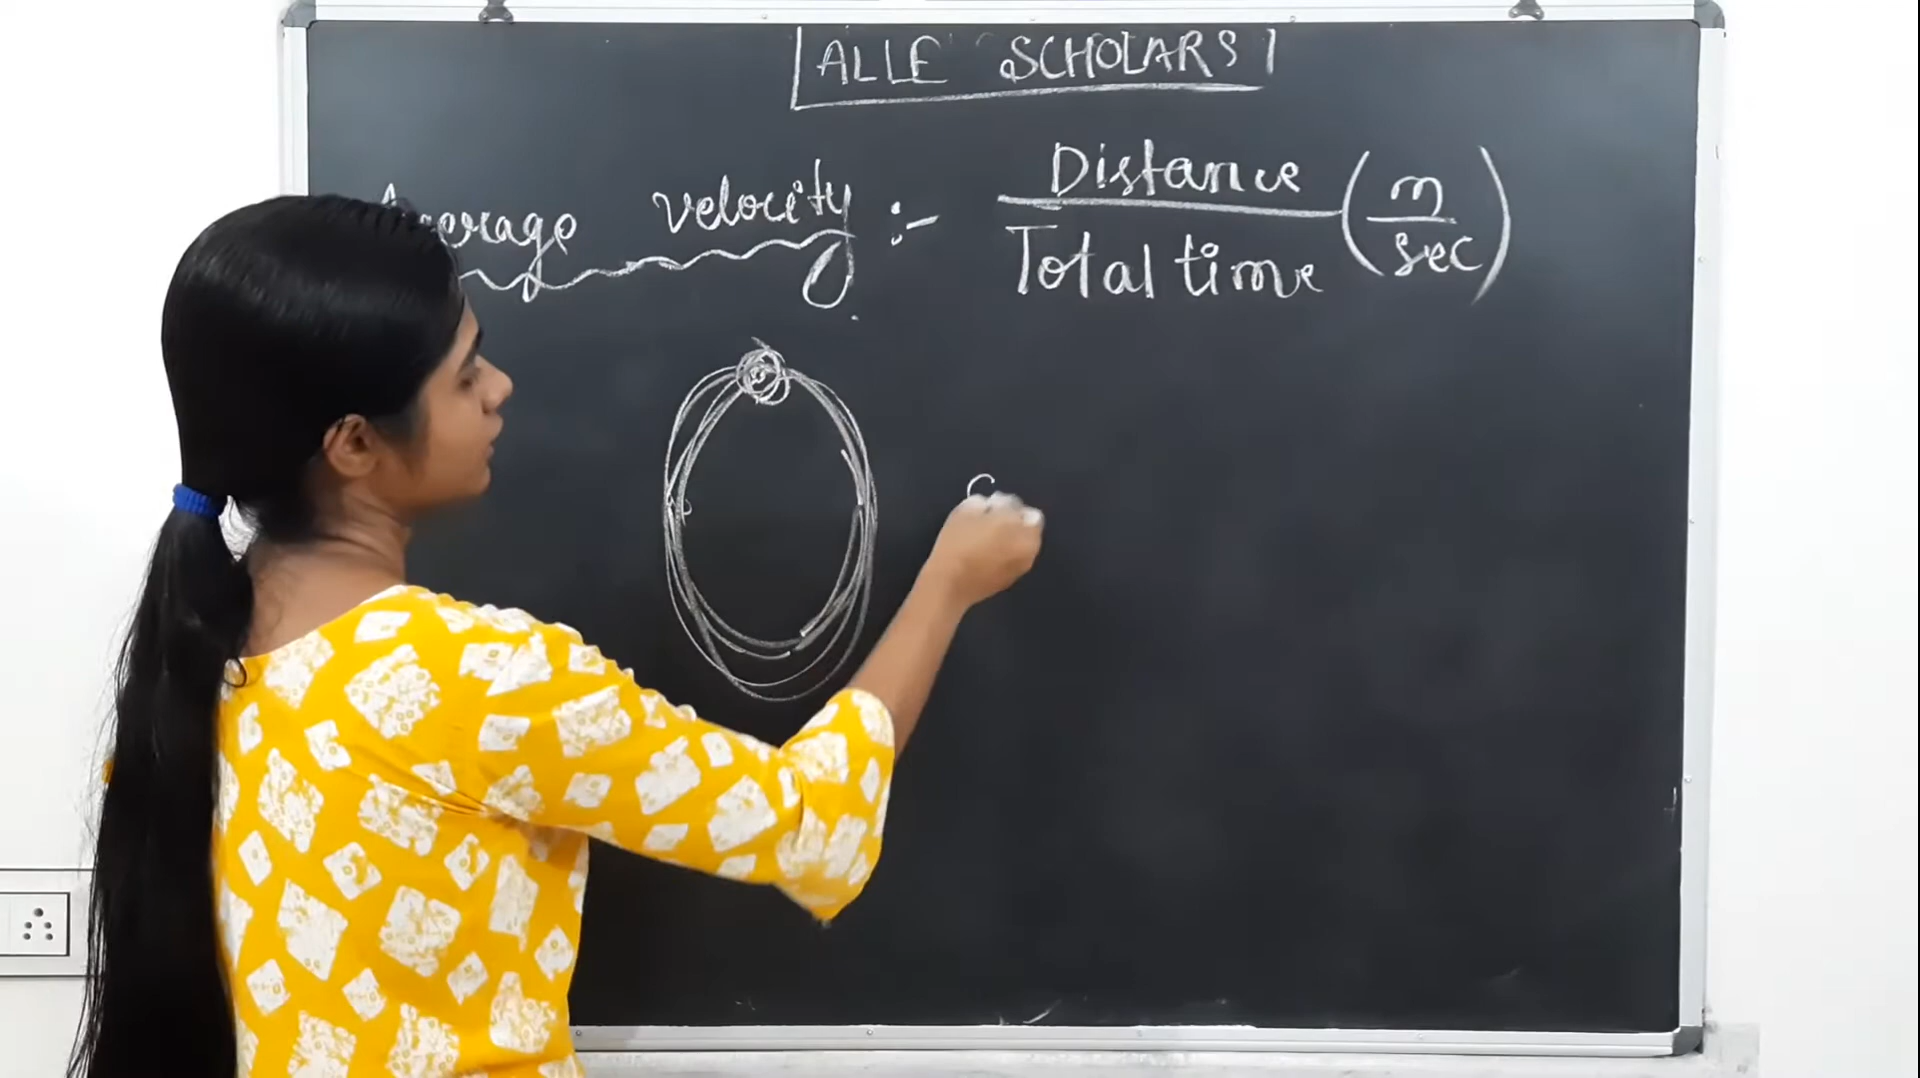 ALLE SCHOLARS
Average velocity :- Distance / Total time (m / sec)